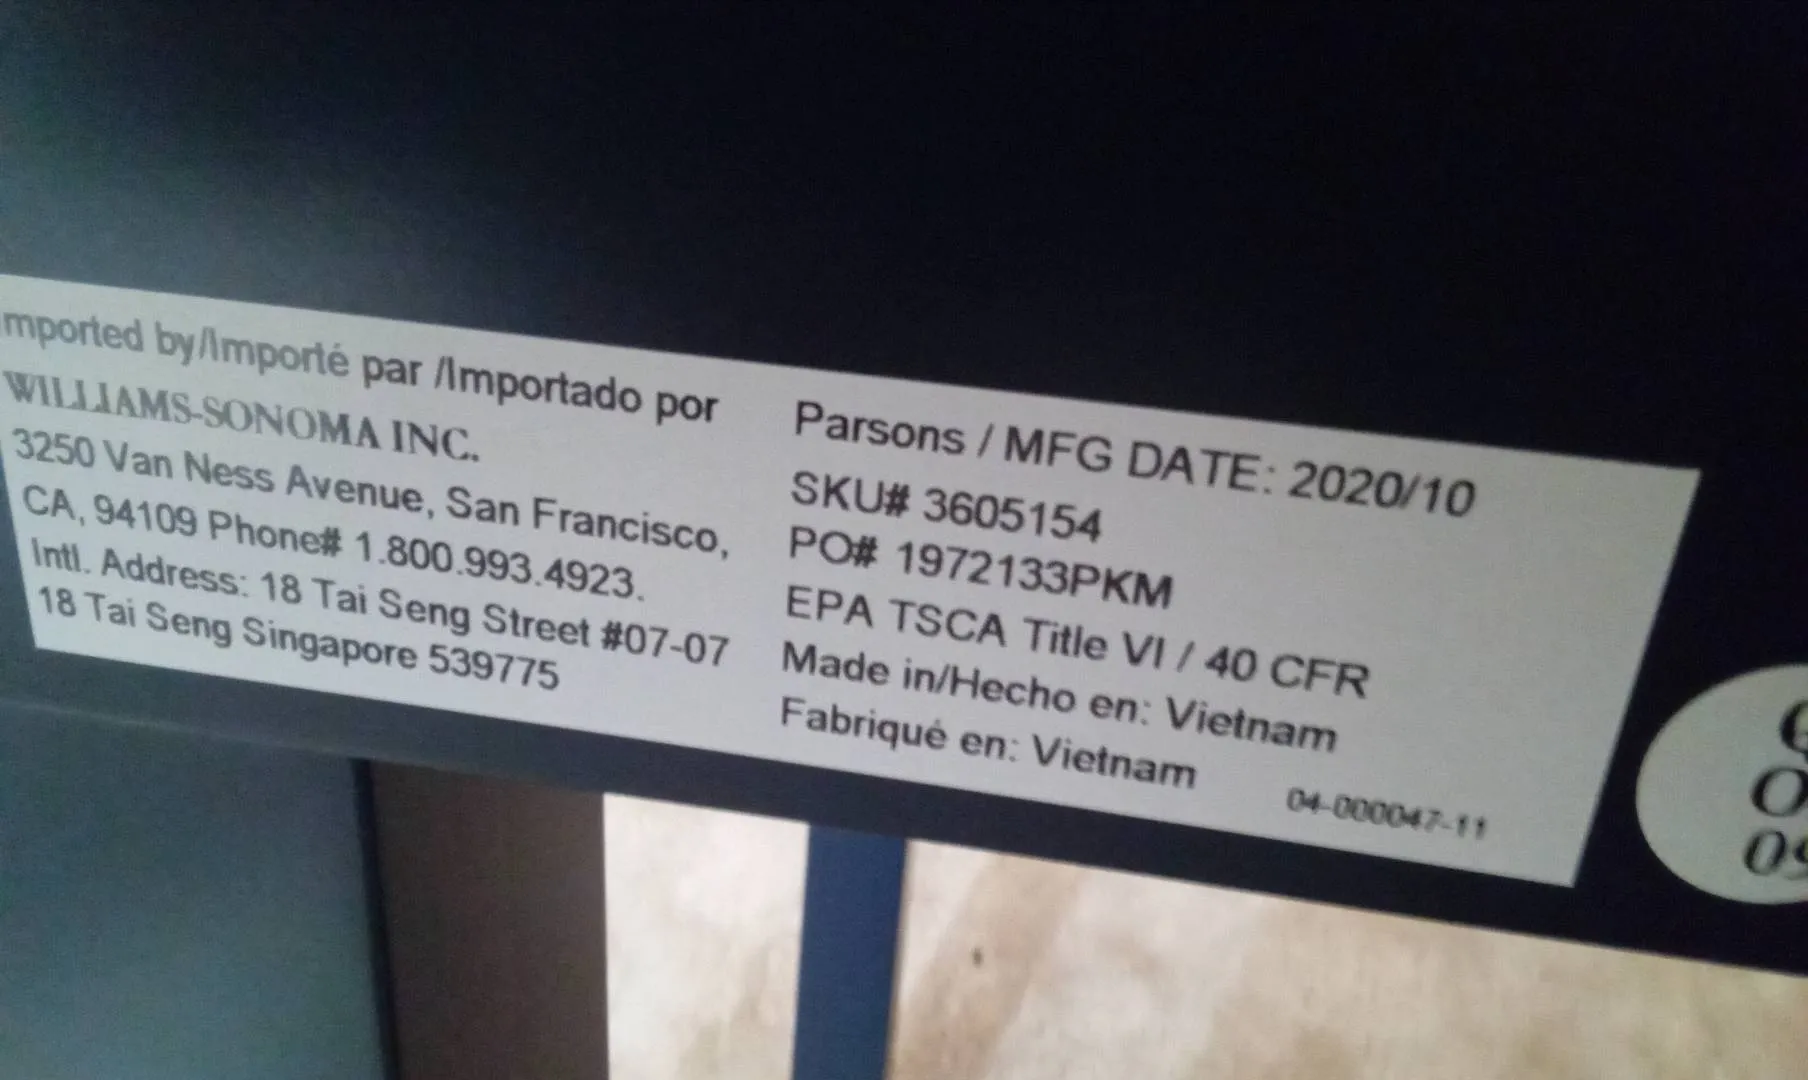 mported by/Importé par /Importado por
WILLIAMS-SONOMA INC.
3250 Van Ness Avenue, San Francisco,
CA, 94109 Phone# 1.800.993.4923.
Intl. Address: 18 Tai Seng Street #07-07
18 Tai Seng Singapore 539775
Parsons / MFG DATE: 2020/10
SKU# 3605154
PO# 1972133PKM
EPA TSCA Title VI / 40 CFR
Made in/Hecho en: Vietnam
Fabriqué en: Vietnam
04-000047-11